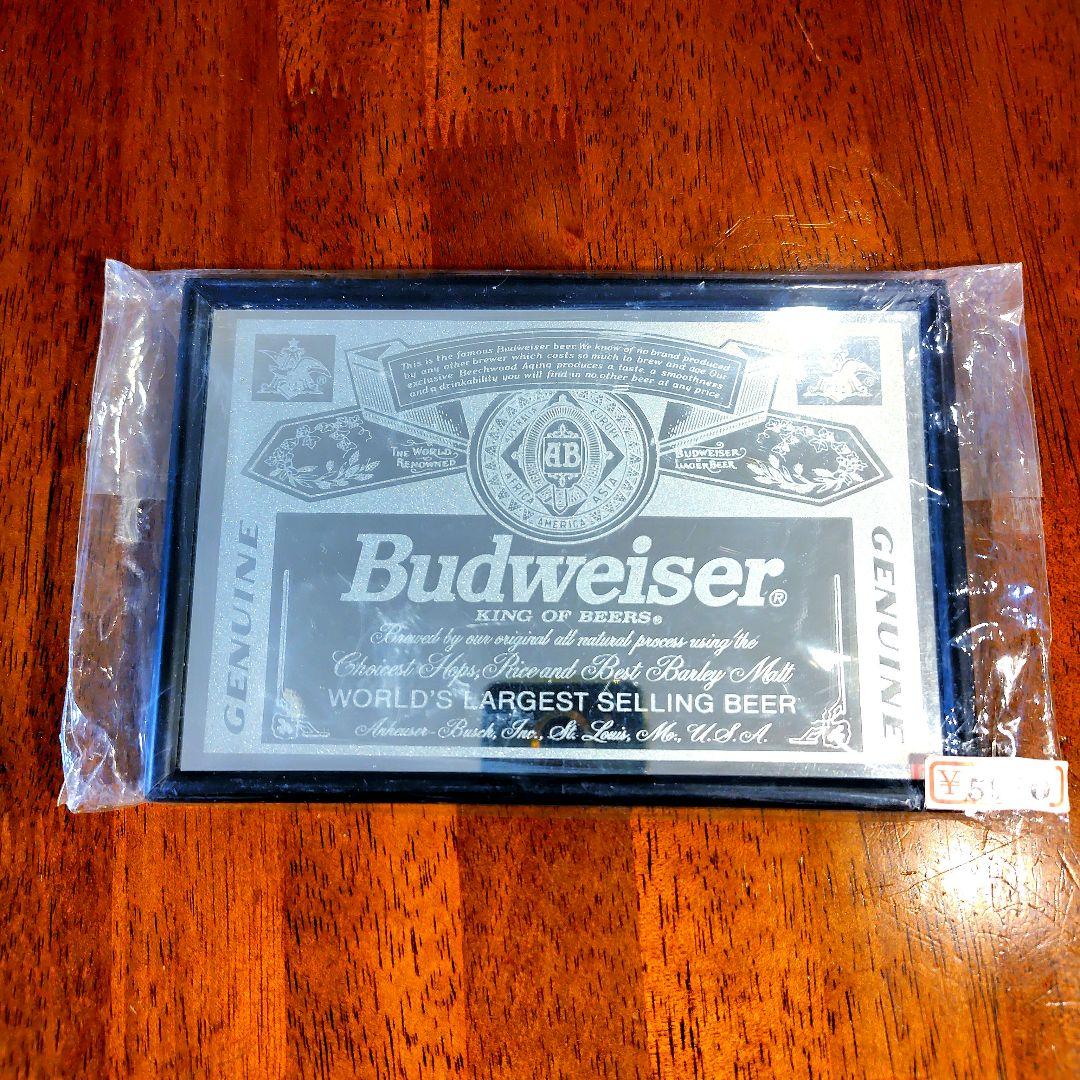 This is the famous Budweiser beer. We know of no brand produced
by any other brewer which costs so much to brew and age. Our
exclusive Beechwood Aging produces a taste, a smoothness
and a drinkability you will find in no other beer at any price.
THE WORLD
RENOWNED
BUDWEISER
LAGER BEER
EUROPE
AFRICA
ASIA
AMERICA
AB
GENUINE
GENUINE
Budweiser®
KING OF BEERS®
Brewed by our original all natural process using the
Choicest Hops, Rice and Best Barley Malt
WORLD'S LARGEST SELLING BEER
Anheuser-Busch, Inc., St. Louis, Mo., U.S.A.
¥